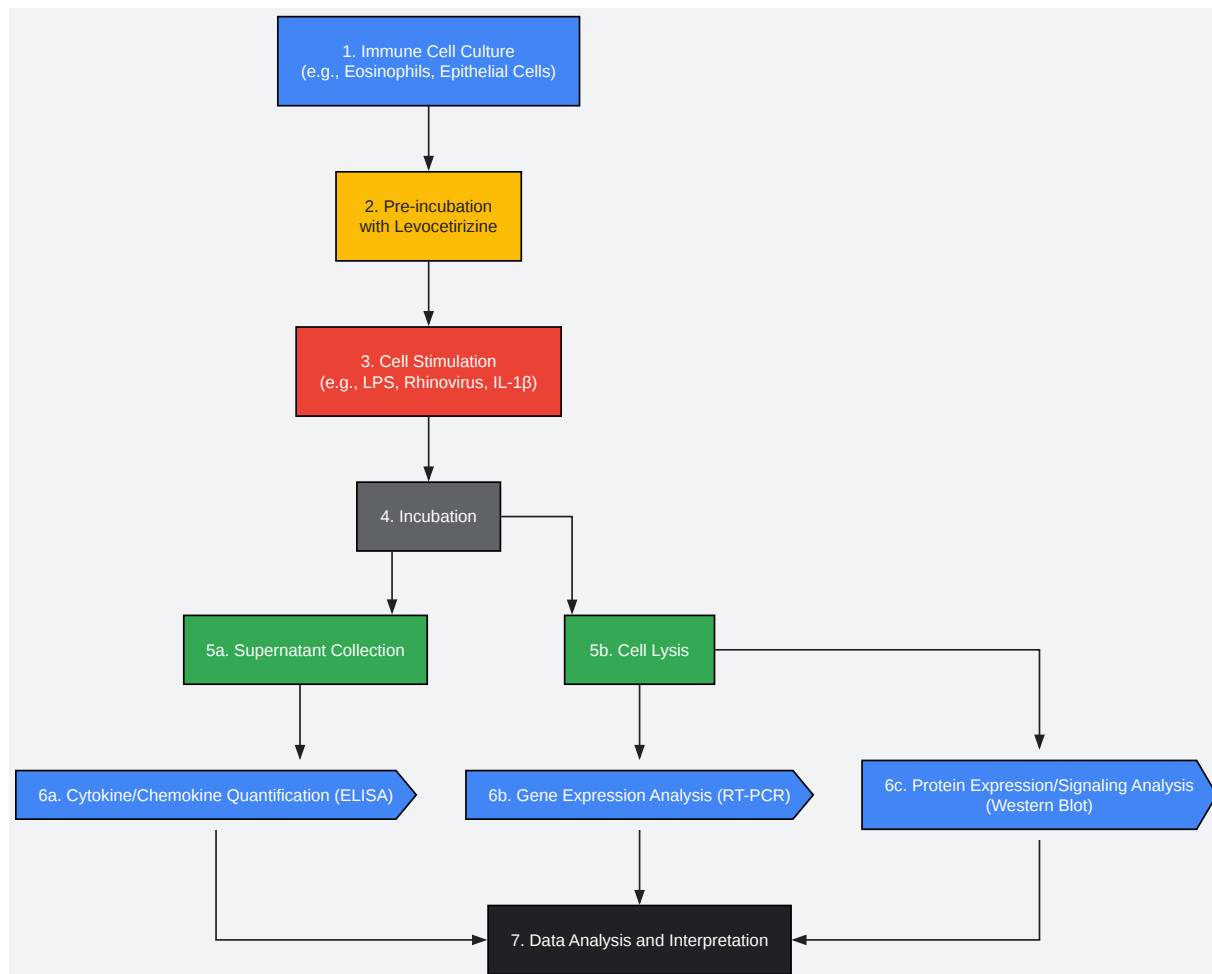 1. Immune Cell Culture
(e.g., Eosinophils, Epithelial Cells)
2. Pre-incubation
with Levocetirizine
3. Cell Stimulation
(e.g., LPS, Rhinovirus, IL-1β)
4. Incubation
5a. Supernatant Collection
5b. Cell Lysis
6a. Cytokine/Chemokine Quantification (ELISA)
6b. Gene Expression Analysis (RT-PCR)
6c. Protein Expression/Signaling Analysis
(Western Blot)
7. Data Analysis and Interpretation